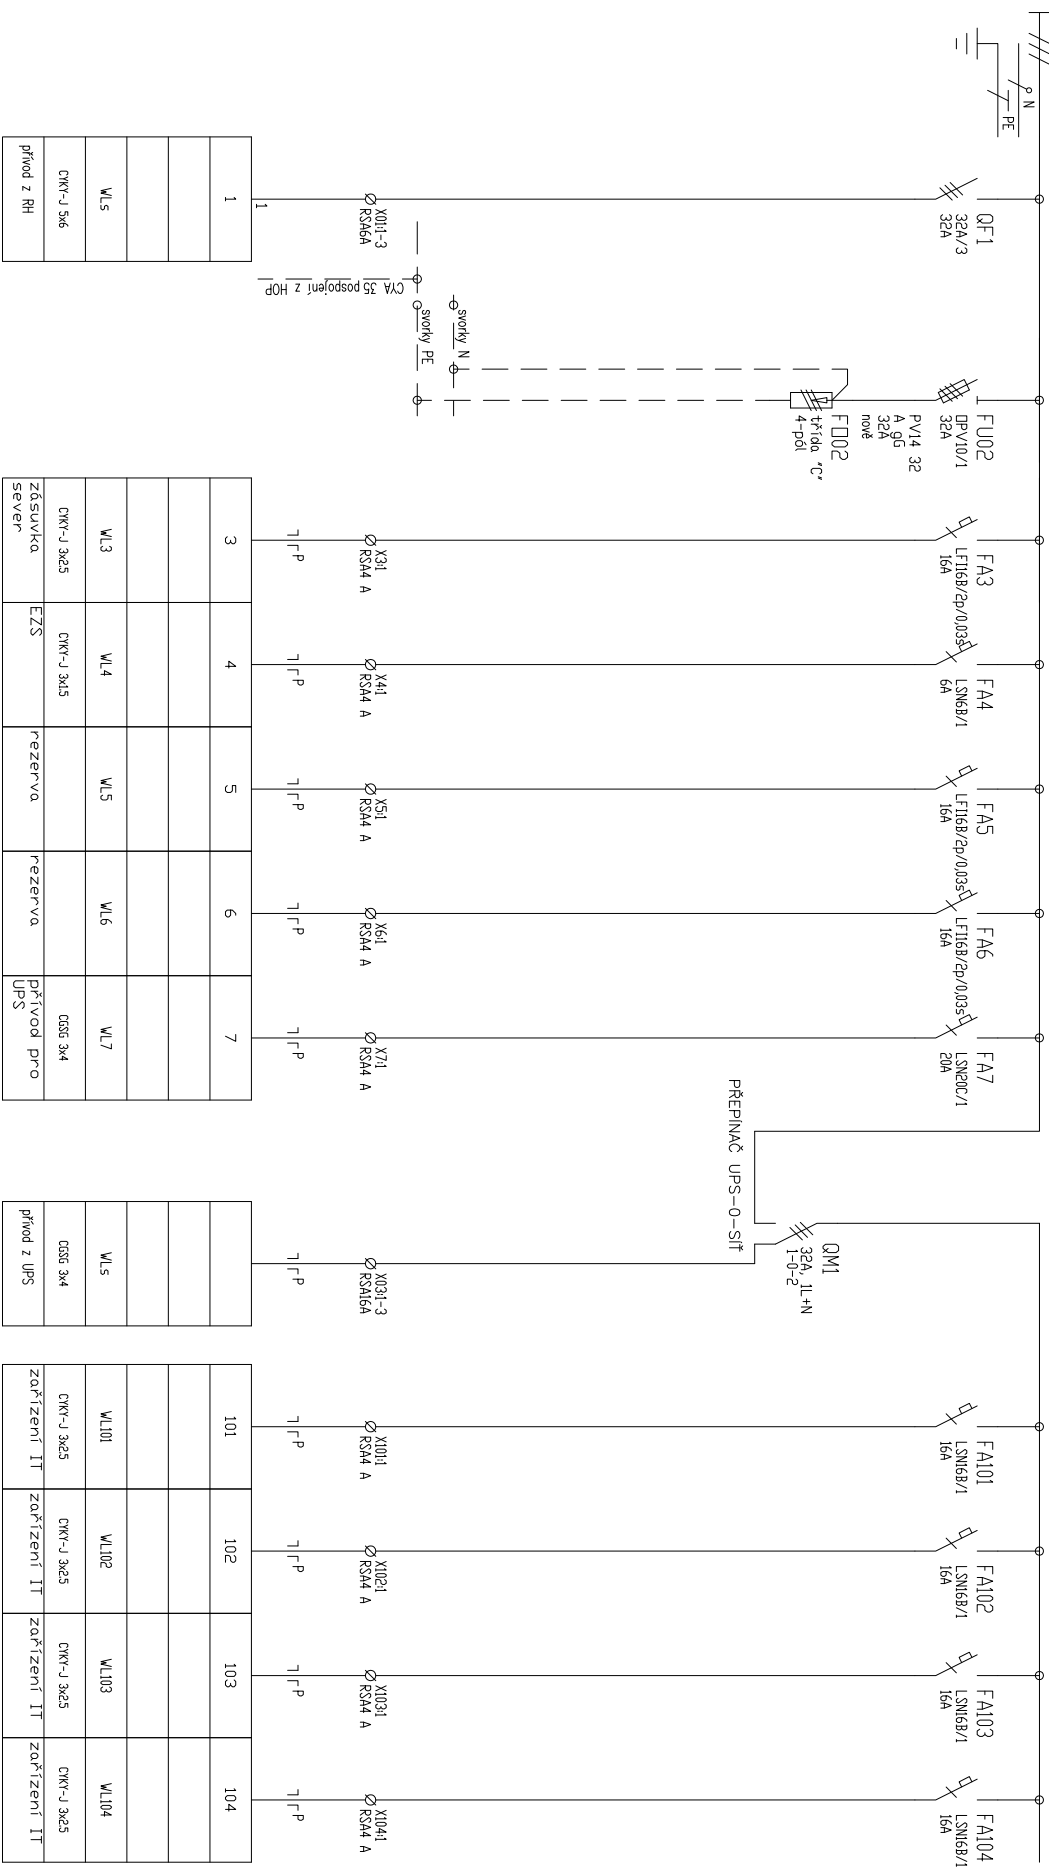 N
PE
QF1
32A/3
32A
X01:1-3
RSA6A
1
1
WLs
CYKY-J 5x6
přívod z RH
CYA 35 pospojení z HOP
svorky N
svorky PE
FU02
OPV10/1
32A
PV14 32
A gG
32A
nově
FO02
třída "C"
4-pól
FA3
LFI16B/2p/0,03s
16A
X3:1
RSA4 A
P
3
WL3
CYKY-J 3x2.5
zásuvka
sever
FA4
LSN6B/1
6A
X4:1
RSA4 A
P
4
WL4
CYKY-J 3x1.5
EZS
FA5
LFI16B/2p/0,03s
16A
X5:1
RSA4 A
P
5
WL5
rezerva
FA6
LFI16B/2p/0,03s
16A
X6:1
RSA4 A
P
6
WL6
rezerva
FA7
LSN20C/1
20A
X7:1
RSA4 A
P
7
WL7
CGSG 3x4
přívod pro
UPS
PŘEPÍNAČ UPS-0-SÍŤ
QM1
32A, 1L+N
1-0-2
X03:1-3
RSA16A
P
WLs
CGSG 3x4
přívod z UPS
FA101
LSN16B/1
16A
X101:1
RSA4 A
P
101
WL101
CYKY-J 3x2.5
zařízení IT
FA102
LSN16B/1
16A
X102:1
RSA4 A
P
102
WL102
CYKY-J 3x2.5
zařízení IT
FA103
LSN16B/1
16A
X103:1
RSA4 A
P
103
WL103
CYKY-J 3x2.5
zařízení IT
FA104
LSN16B/1
16A
X104:1
RSA4 A
P
104
WL104
CYKY-J 3x2.5
zařízení IT